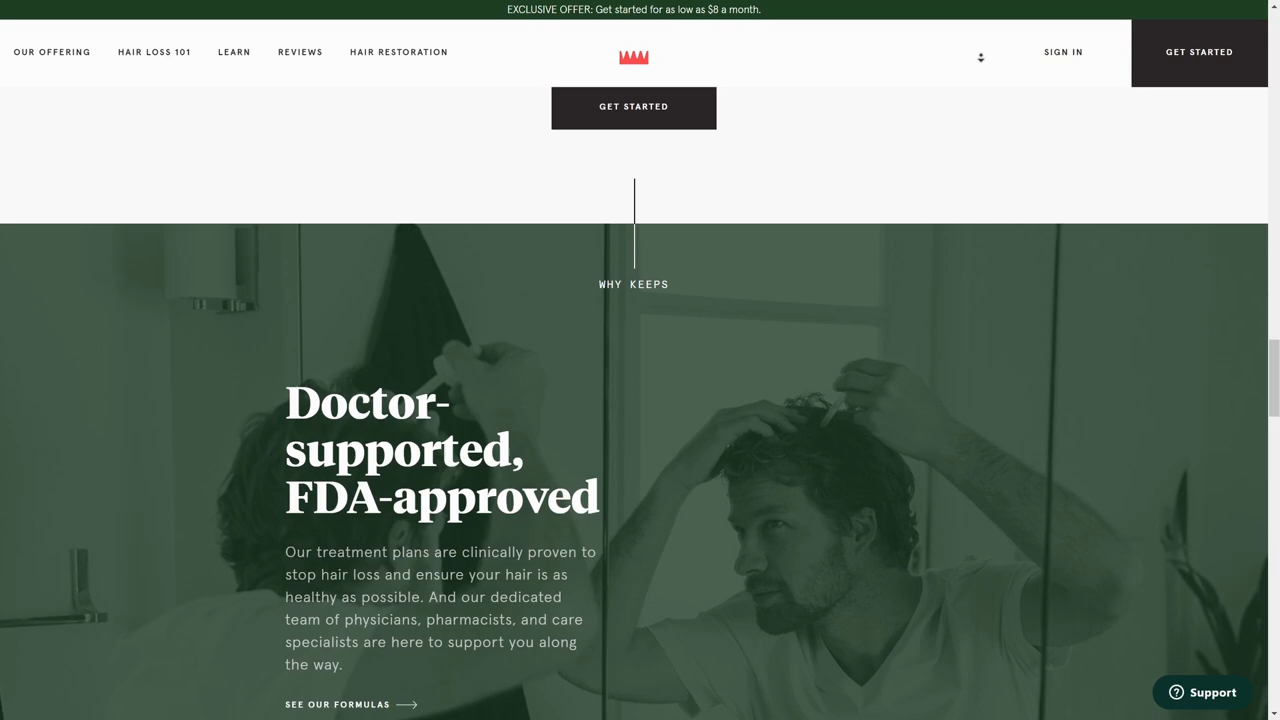 EXCLUSIVE OFFER: Get started for as low as $8 a month.
OUR OFFERING
HAIR LOSS 101
LEARN
REVIEWS
HAIR RESTORATION
SIGN IN
GET STARTED
GET STARTED
WHY KEEPS
Doctor-
supported,
FDA-approved
Our treatment plans are clinically proven to
stop hair loss and ensure your hair is as
healthy as possible. And our dedicated
team of physicians, pharmacists, and care
specialists are here to support you along
the way.
SEE OUR FORMULAS
Support